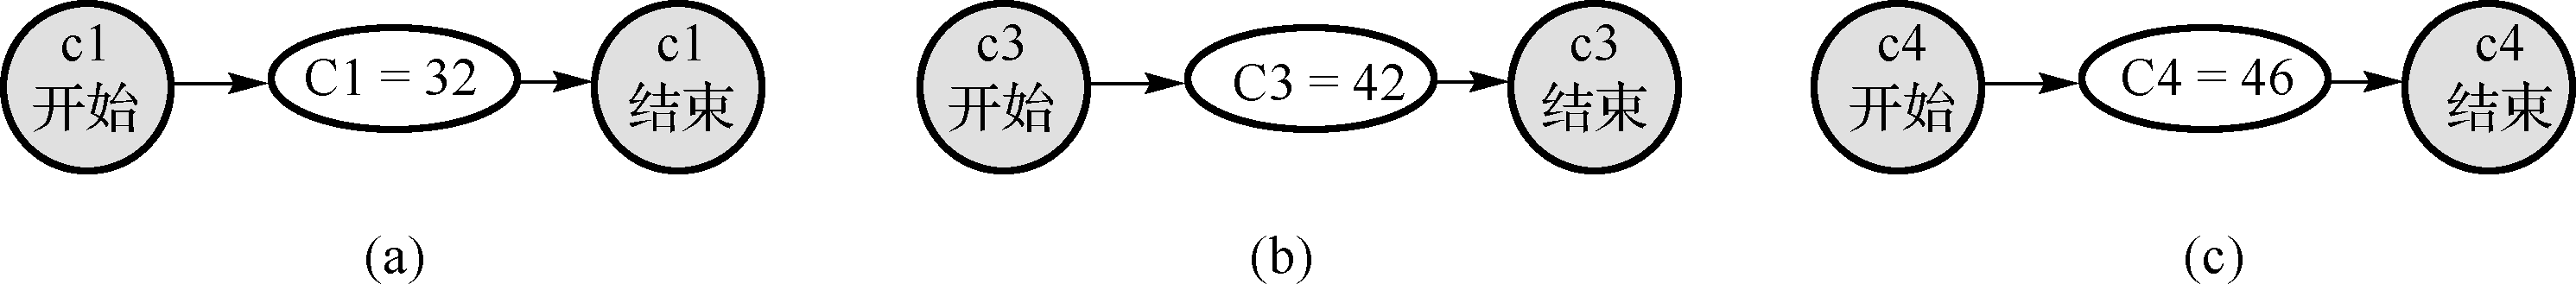 c1
开始
C1 = 32
c1
结束
c3
开始
C3 = 42
c3
结束
c4
开始
C4 = 46
c4
结束
(a)
(b)
(c)